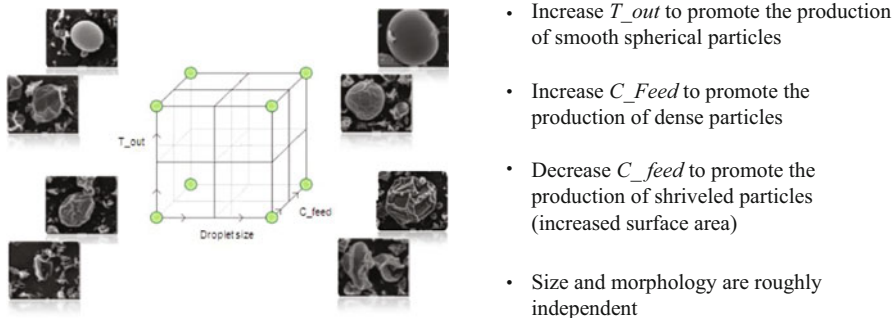 T_out
C_feed
Droplet size
• Increase T_out to promote the production
of smooth spherical particles
• Increase C_Feed to promote the
production of dense particles
• Decrease C_ feed to promote the
production of shriveled particles
(increased surface area)
• Size and morphology are roughly
independent